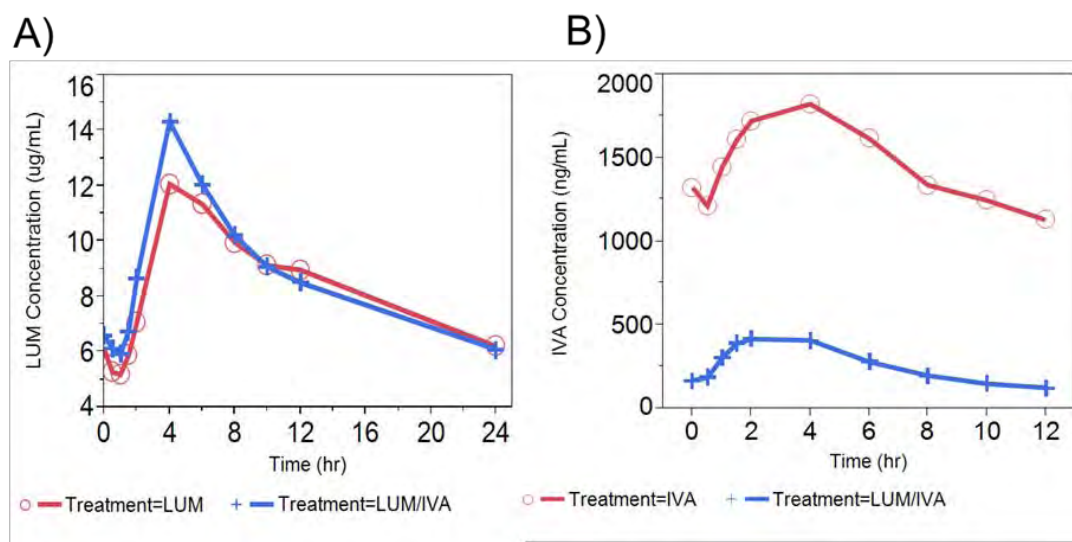 A)
B)
16
14
12
10
8
6
4
LUM Concentration (ug/mL)
0 4 8 12 16 20 24
Time (hr)
Treatment=LUM Treatment=LUM/IVA
2000
1500
1000
500
0
IVA Concentration (ng/mL)
0 2 4 6 8 10 12
Time (hr)
Treatment=IVA Treatment=LUM/IVA